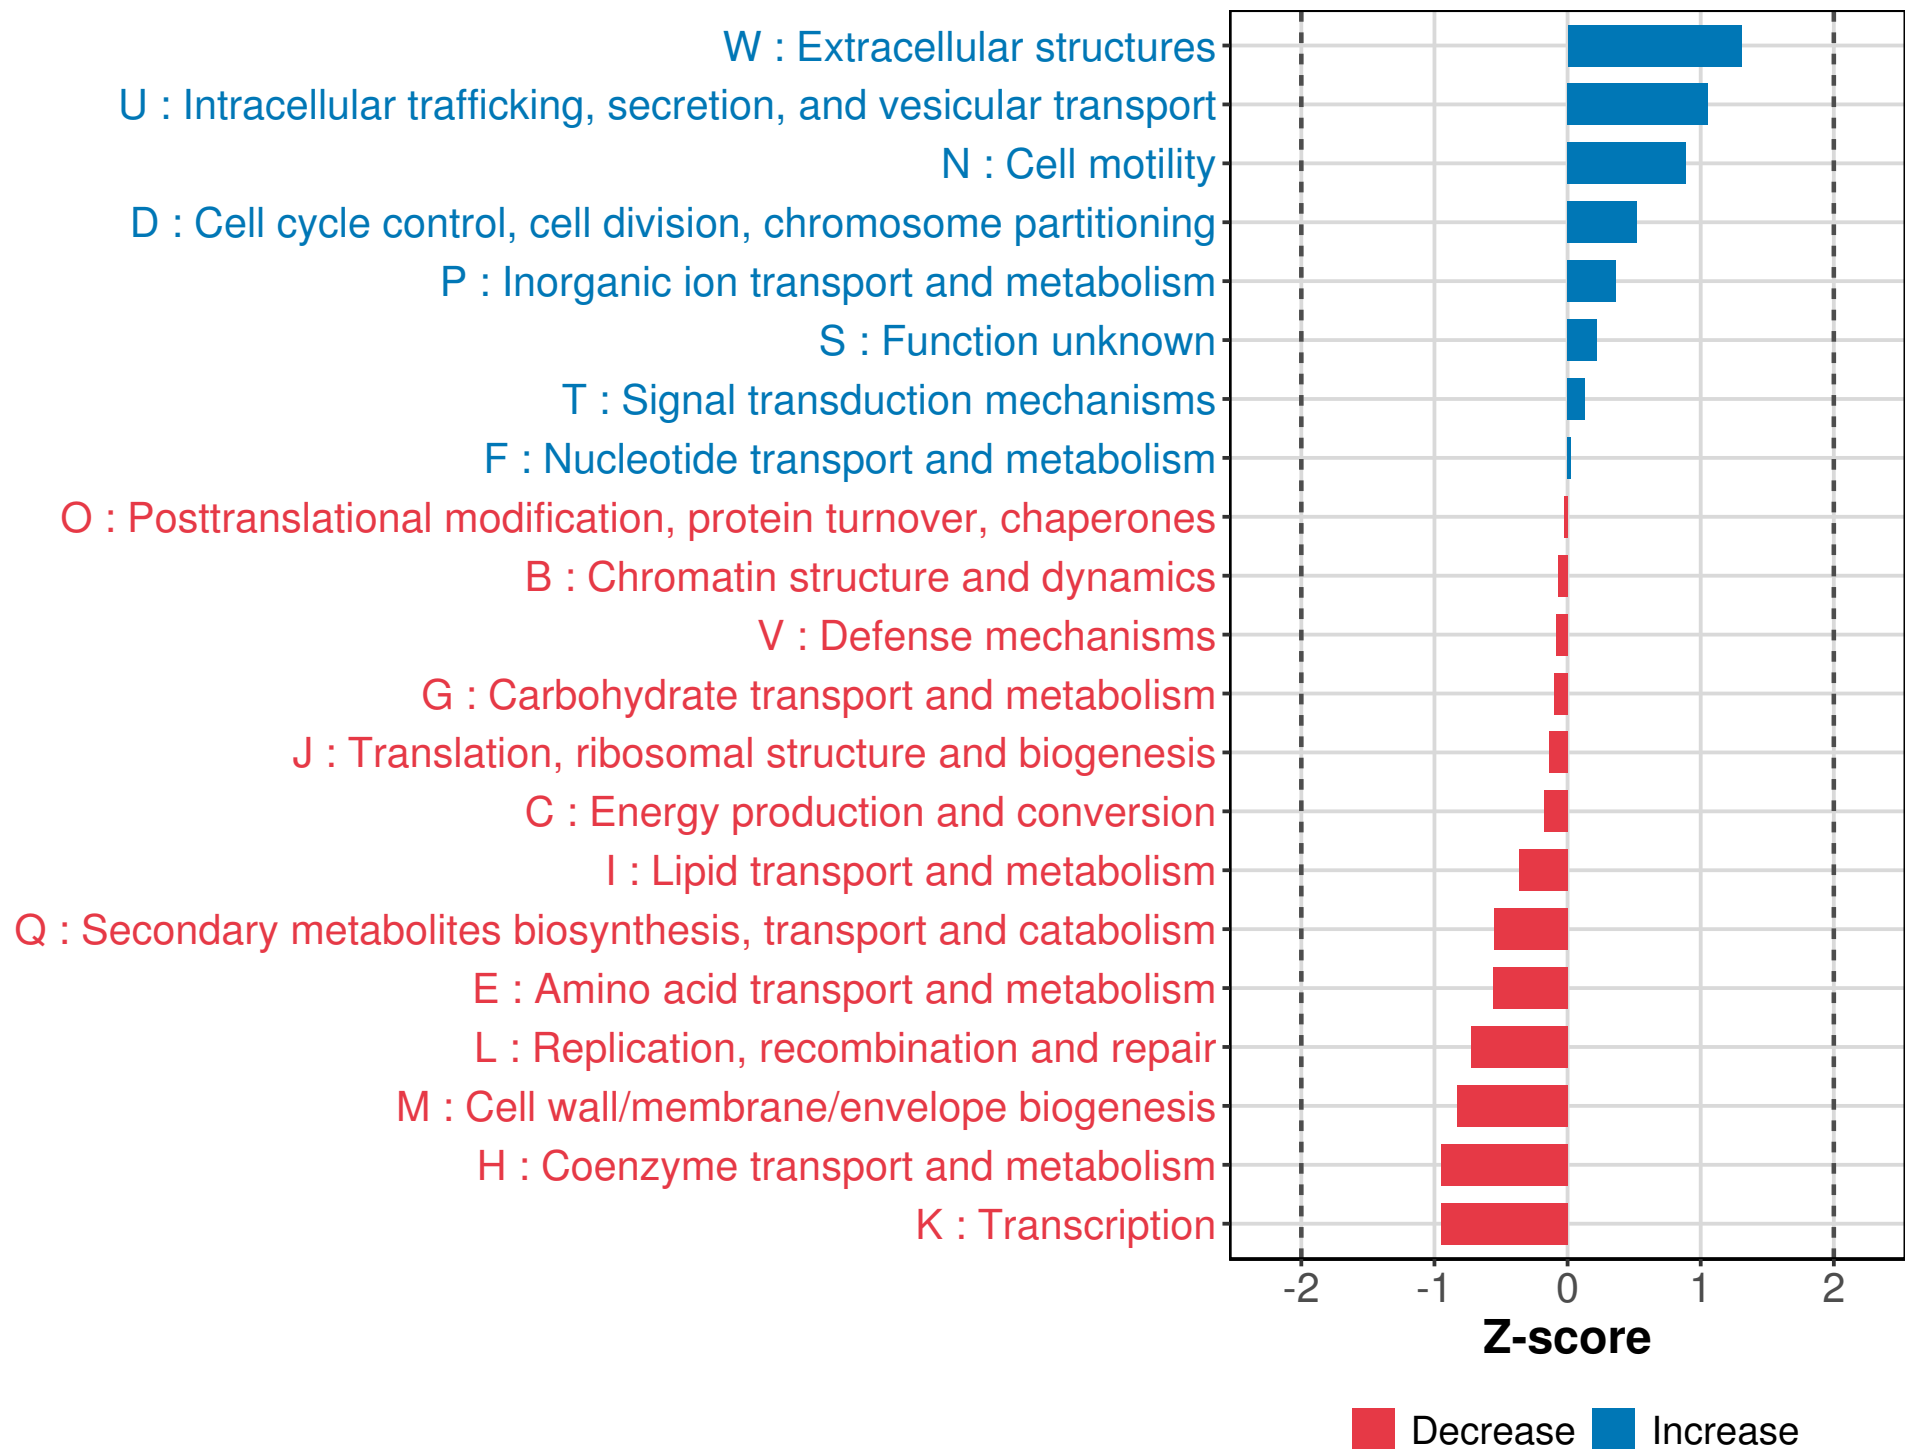 W : Extracellular structures
U : Intracellular trafficking, secretion, and vesicular transport
N : Cell motility
D : Cell cycle control, cell division, chromosome partitioning
P : Inorganic ion transport and metabolism
S : Function unknown
T : Signal transduction mechanisms
F : Nucleotide transport and metabolism
O : Posttranslational modification, protein turnover, chaperones
B : Chromatin structure and dynamics
V : Defense mechanisms
G : Carbohydrate transport and metabolism
J : Translation, ribosomal structure and biogenesis
C : Energy production and conversion
I : Lipid transport and metabolism
Q : Secondary metabolites biosynthesis, transport and catabolism
E : Amino acid transport and metabolism
L : Replication, recombination and repair
M : Cell wall/membrane/envelope biogenesis
H : Coenzyme transport and metabolism
K : Transcription
-2 -1 0 1 2
Z-score
Decrease Increase